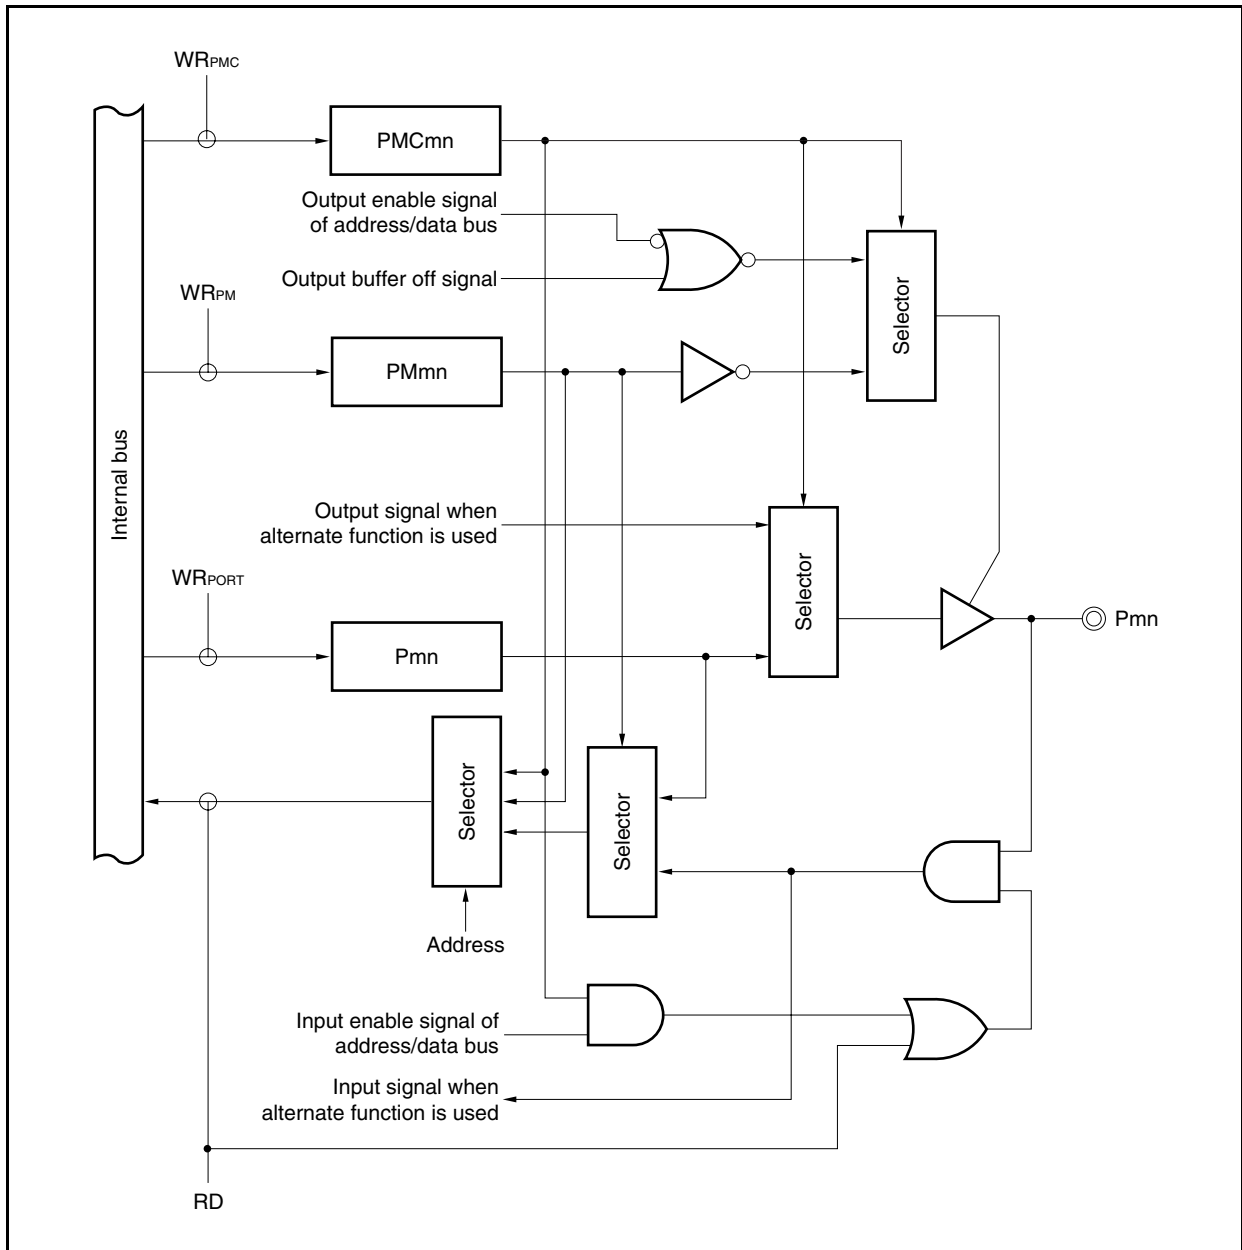 WRPMC
PMCmn
Output enable signal
of address/data bus
Output buffer off signal
Selector
WRPM
PMmn
Internal bus
Output signal when
alternate function is used
Selector
WRPORT
Pmn
Pmn
Selector
Selector
Address
Input enable signal of
address/data bus
Input signal when
alternate function is used
RD